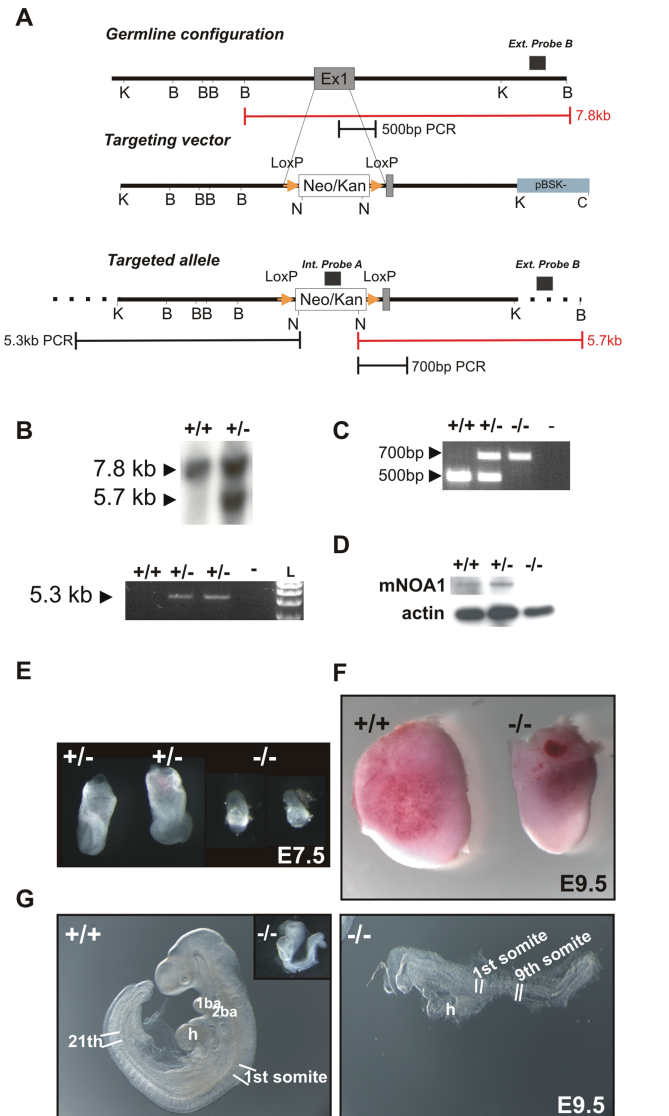 A
Germline configuration
Ext. Probe B
Ex1
K B BB B K B
7.8kb
500bp PCR
Targeting vector
LoxP LoxP
Neo/Kan
pBSK-
K B BB B N N K C
Targeted allele
Int. Probe A
Ext. Probe B
LoxP LoxP
Neo/Kan
K B BB B N N K B
5.3kb PCR
5.7kb
700bp PCR
B
+/+ +/-
7.8 kb
5.7 kb
+/+ +/- +/- - L
5.3 kb
C
+/+ +/- -/- -
700bp
500bp
D
+/+ +/- -/-
mNOA1
actin
E
+/- +/- -/-
E7.5
F
+/+ -/-
E9.5
G
+/+
-/-
1ba
2ba
h
21th
1st somite
-/-
1st somite
9th somite
h
E9.5